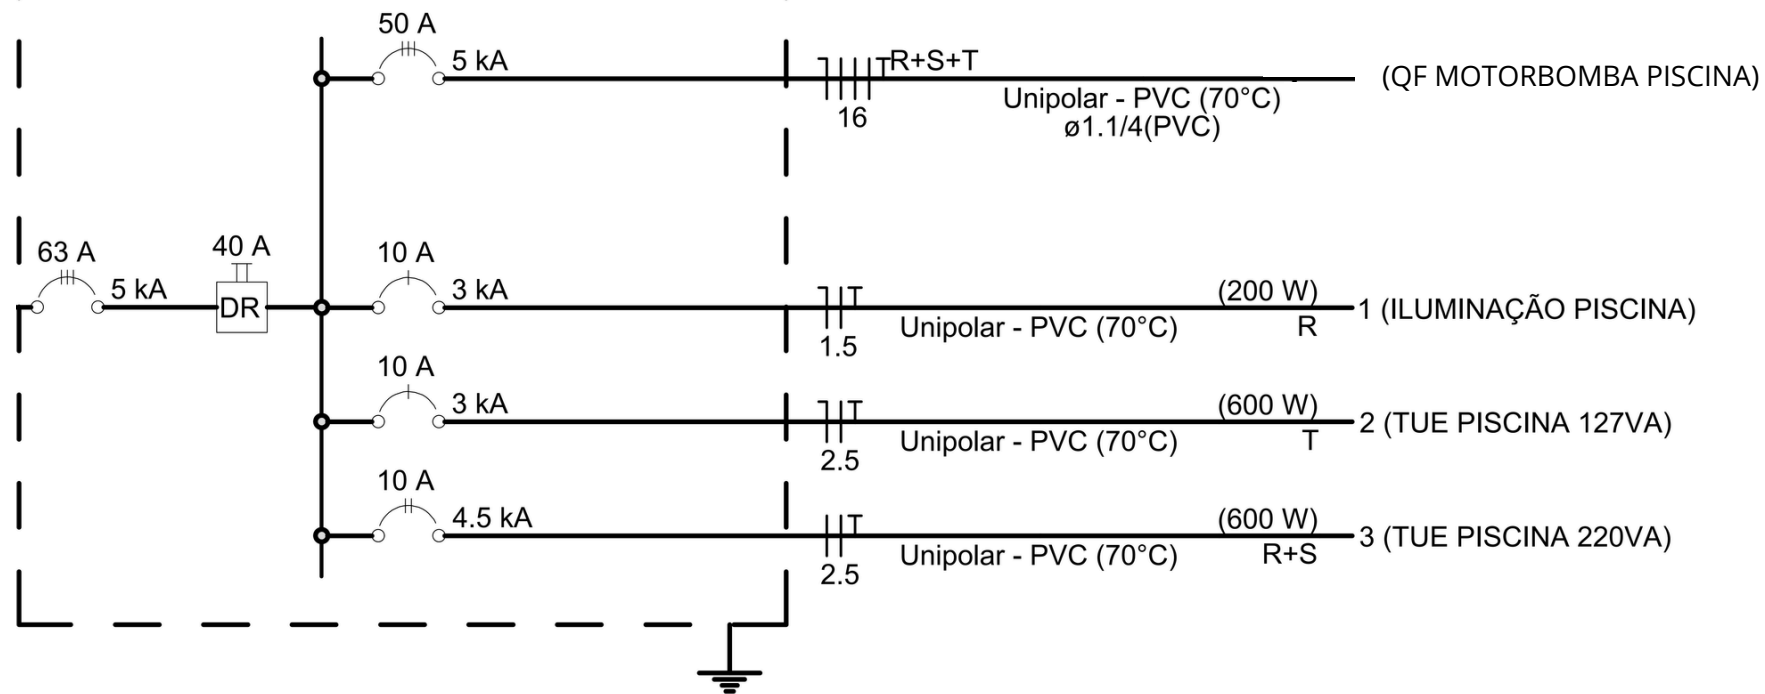 50 A
5 kA
R+S+T
(QF MOTORBOMBA PISCINA)
16
Unipolar - PVC (70°C)
ø1.1/4(PVC)
63 A
5 kA
40 A
DR
10 A
3 kA
T
1.5
Unipolar - PVC (70°C)
(200 W)
R
1 (ILUMINAÇÃO PISCINA)
10 A
3 kA
T
2.5
Unipolar - PVC (70°C)
(600 W)
T
2 (TUE PISCINA 127VA)
10 A
4.5 kA
T
2.5
Unipolar - PVC (70°C)
(600 W)
R+S
3 (TUE PISCINA 220VA)